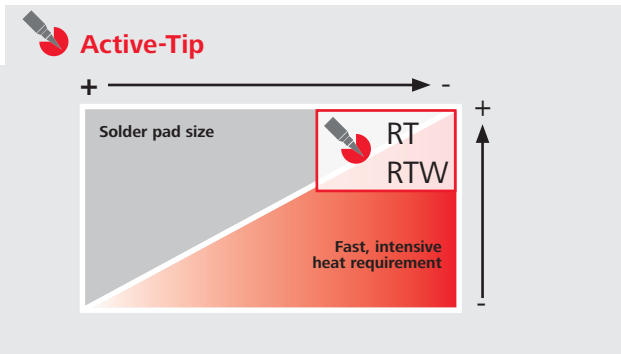 Active-Tip
+ -
Solder pad size
RT
RTW
+
Fast, intensive
heat requirement
-